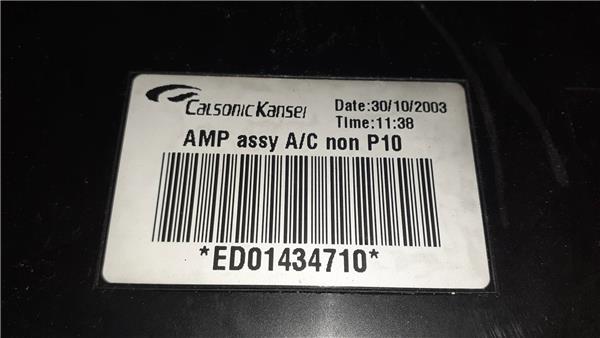 CalsonicKansei Date:30/10/2003
Time:11:38
AMP assy A/C non P10
*ED01434710*